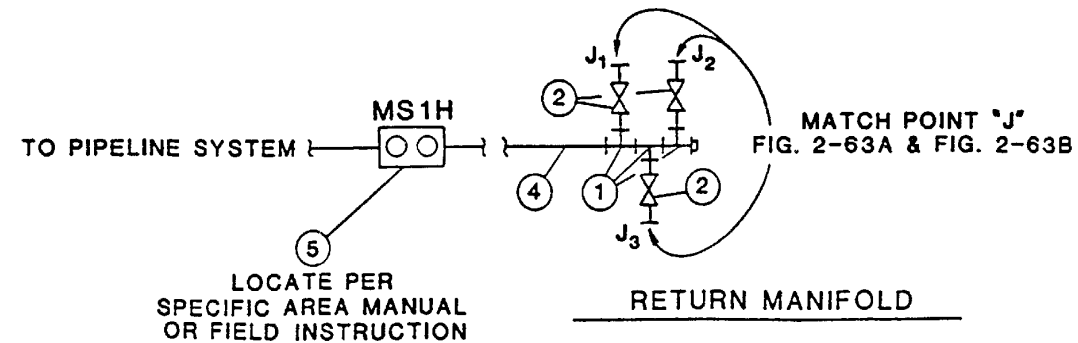 J1
J2
2
MS1H
MATCH POINT "J"
FIG. 2-63A & FIG. 2-63B
TO PIPELINE SYSTEM
4
1
2
J3
5
LOCATE PER
SPECIFIC AREA MANUAL
OR FIELD INSTRUCTION
RETURN MANIFOLD